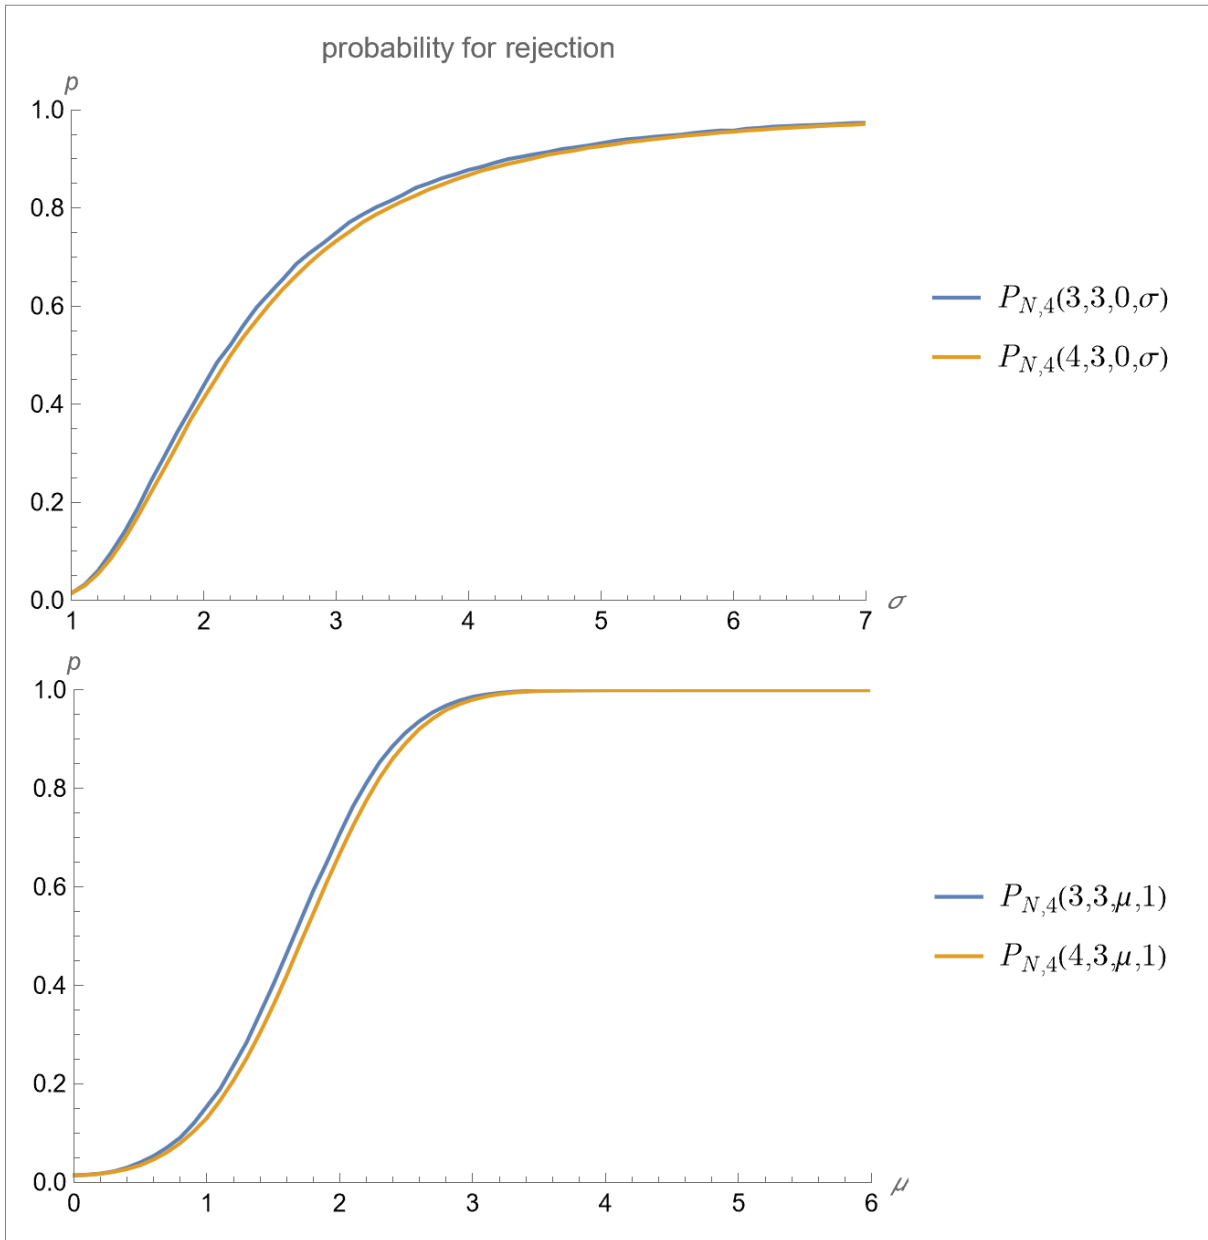 probability for rejection
p
1.0
0.8
0.6
0.4
0.2
0.0
1 2 3 4 5 6 7 σ
P_{N,4}(3,3,0,σ)
P_{N,4}(4,3,0,σ)
p
1.0
0.8
0.6
0.4
0.2
0.0
0 1 2 3 4 5 6 μ
P_{N,4}(3,3,μ,1)
P_{N,4}(4,3,μ,1)